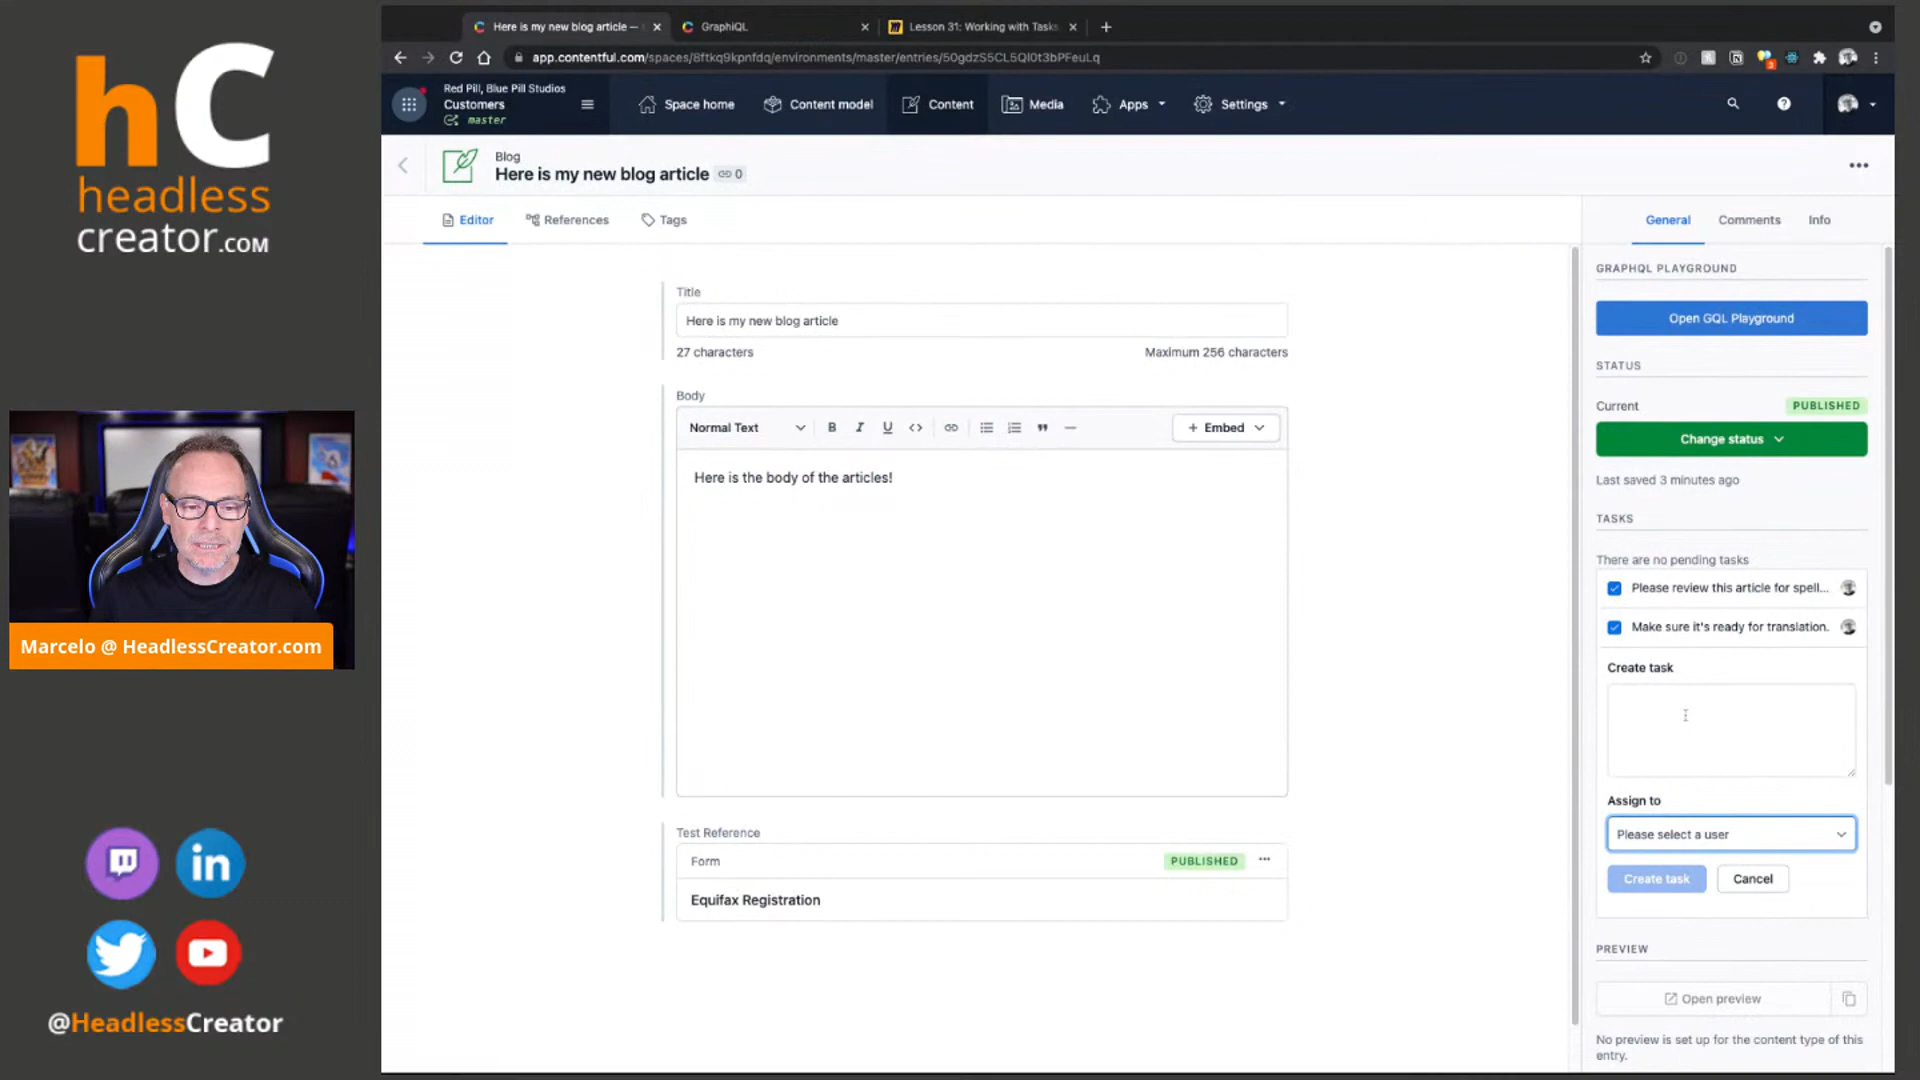 hC
headless
creator.COM
Marcelo @ HeadlessCreator.com
in
@HeadlessCreator
Here is my new blog article —
GraphiQL
Lesson 31: Working with Tasks
app.contentful.com/spaces/8ftkq9kpnfdq/environments/master/entries/50gdzS5CL5Ql0t3bPFeuLq
Red Pill, Blue Pill Studios
Customers
master
Space home
Content model
Content
Media
Apps
Settings
Blog
Here is my new blog article
0
Editor
References
Tags
General
Comments
Info
Title
Here is my new blog article
27 characters
Maximum 256 characters
Body
Normal Text
B
I
U
Embed
Here is the body of the articles!
Test Reference
Form
PUBLISHED
Equifax Registration
GRAPHQL PLAYGROUND
Open GQL Playground
STATUS
Current
PUBLISHED
Change status
Last saved 3 minutes ago
TASKS
There are no pending tasks
Please review this article for spell...
Make sure it's ready for translation.
Create task
Assign to
Please select a user
Create task
Cancel
PREVIEW
Open preview
No preview is set up for the content type of this
entry.